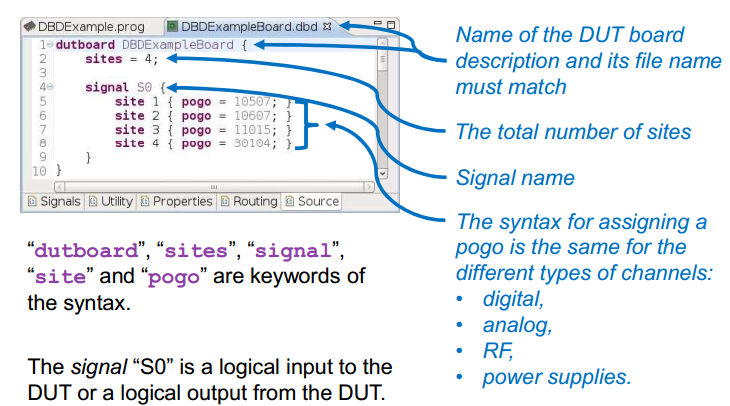 DBDExample.prog DBDExampleBoard.dbd
1 dutboard DBDExampleBoard {
2 sites = 4;
3
4 signal S0 {
5 site 1 { pogo = 10507; }
6 site 2 { pogo = 10607; }
7 site 3 { pogo = 11015; }
8 site 4 { pogo = 30104; }
9 }
10 }
Signals Utility Properties Routing Source
Name of the DUT board
description and its file name
must match
The total number of sites
Signal name
The syntax for assigning a
pogo is the same for the
different types of channels:
• digital,
• analog,
• RF,
• power supplies.
“dutboard”, “sites”, “signal”,
“site” and “pogo” are keywords of
the syntax.
The signal “S0” is a logical input to the
DUT or a logical output from the DUT.